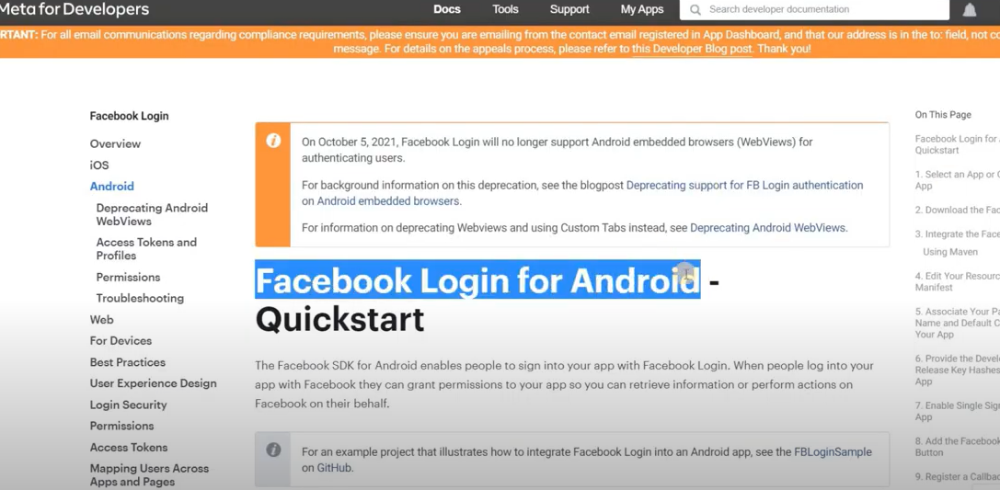 Meta for Developers
Docs
Tools
Support
My Apps
Search developer documentation
RTANT: For all email communications regarding compliance requirements, please ensure you are emailing from the contact email registered in App Dashboard, and that our address is in the to: field, not co
message. For details on the appeals process, please refer to this Developer Blog post. Thank you!
Facebook Login
Overview
iOS
Android
Deprecating Android
WebViews
Access Tokens and
Profiles
Permissions
Troubleshooting
Web
For Devices
Best Practices
User Experience Design
Login Security
Permissions
Access Tokens
Mapping Users Across
Apps and Pages
On October 5, 2021, Facebook Login will no longer support Android embedded browsers (WebViews) for
authenticating users.
For background information on this deprecation, see the blogpost Deprecating support for FB Login authentication
on Android embedded browsers.
For information on deprecating Webviews and using Custom Tabs instead, see Deprecating Android WebViews.
Facebook Login for Android -
Quickstart
The Facebook SDK for Android enables people to sign into your app with Facebook Login. When people log into your
app with Facebook they can grant permissions to your app so you can retrieve information or perform actions on
Facebook on their behalf.
For an example project that illustrates how to integrate Facebook Login into an Android app, see the FBLoginSample
on GitHub.
On This Page
Facebook Login for
Quickstart
1. Select an App or
App
2. Download the Fac
3. Integrate the Face
Using Maven
4. Edit Your Resourc
Manifest
5. Associate Your Pa
Name and Default C
Your App
6. Provide the Devel
Release Key Hashes
App
7. Enable Single Sig
App
8. Add the Facebook
Button
9. Register a Callbac